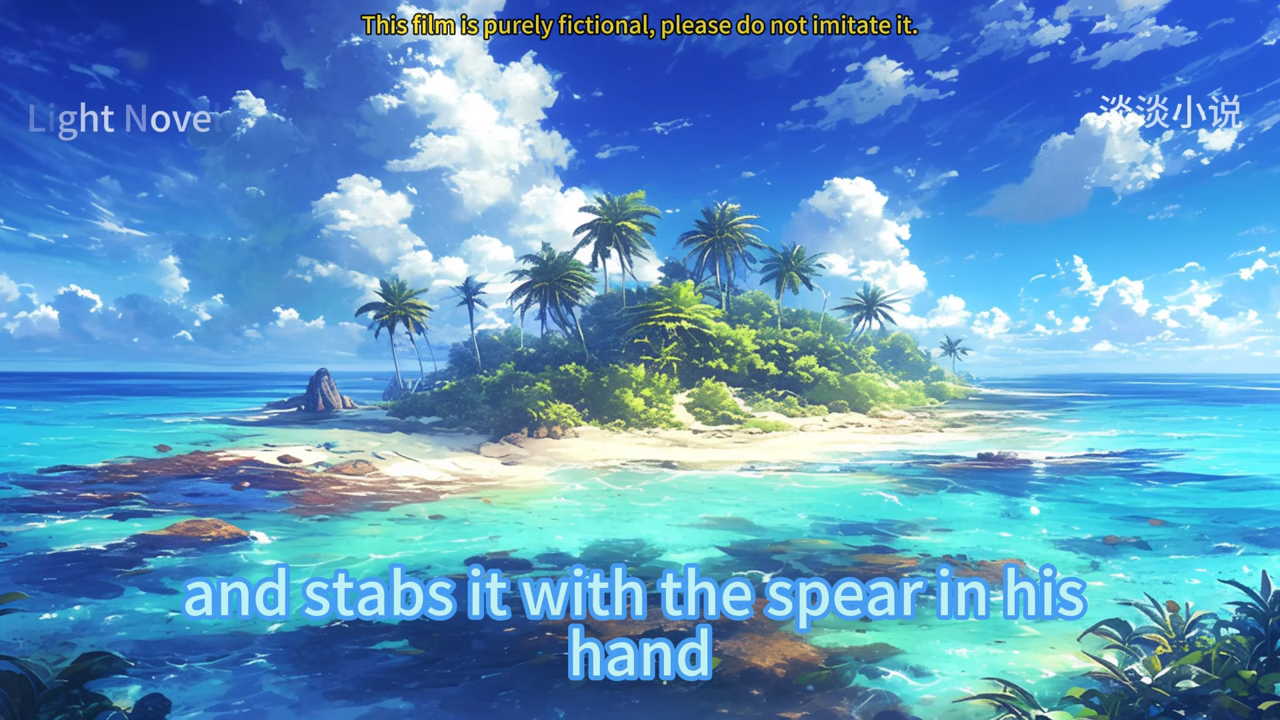 This film is purely fictional, please do not imitate it.
Light Novel
淡淡小说
and stabs it with the spear in his
hand